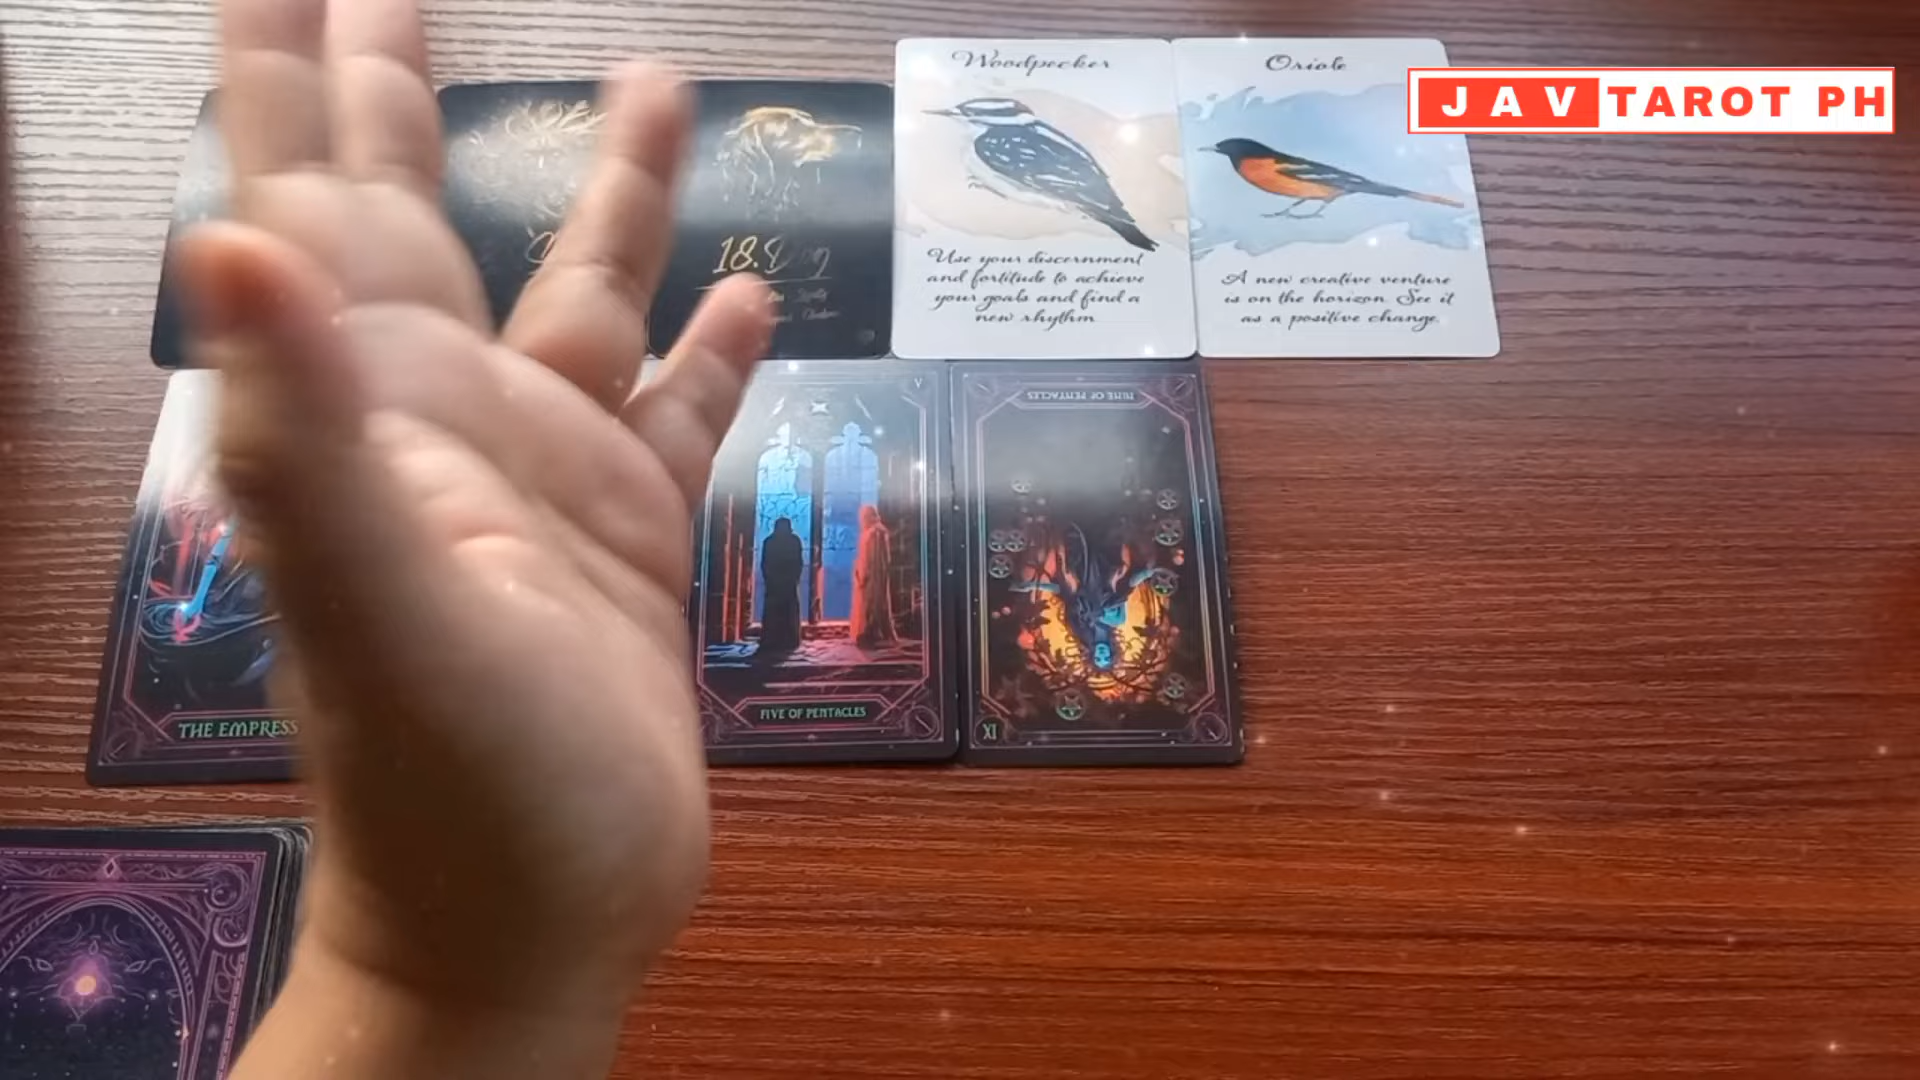 Woodpecker
Use your discernment
and fortitude to achieve
your goals and find a
new rhythm
Oriole
A new creative venture
is on the horizon. See it
as a positive change.
JAV TAROT PH
18. Dog
V
NINE OF PENTACLES
THE EMPRESS
FIVE OF PENTACLES
IX